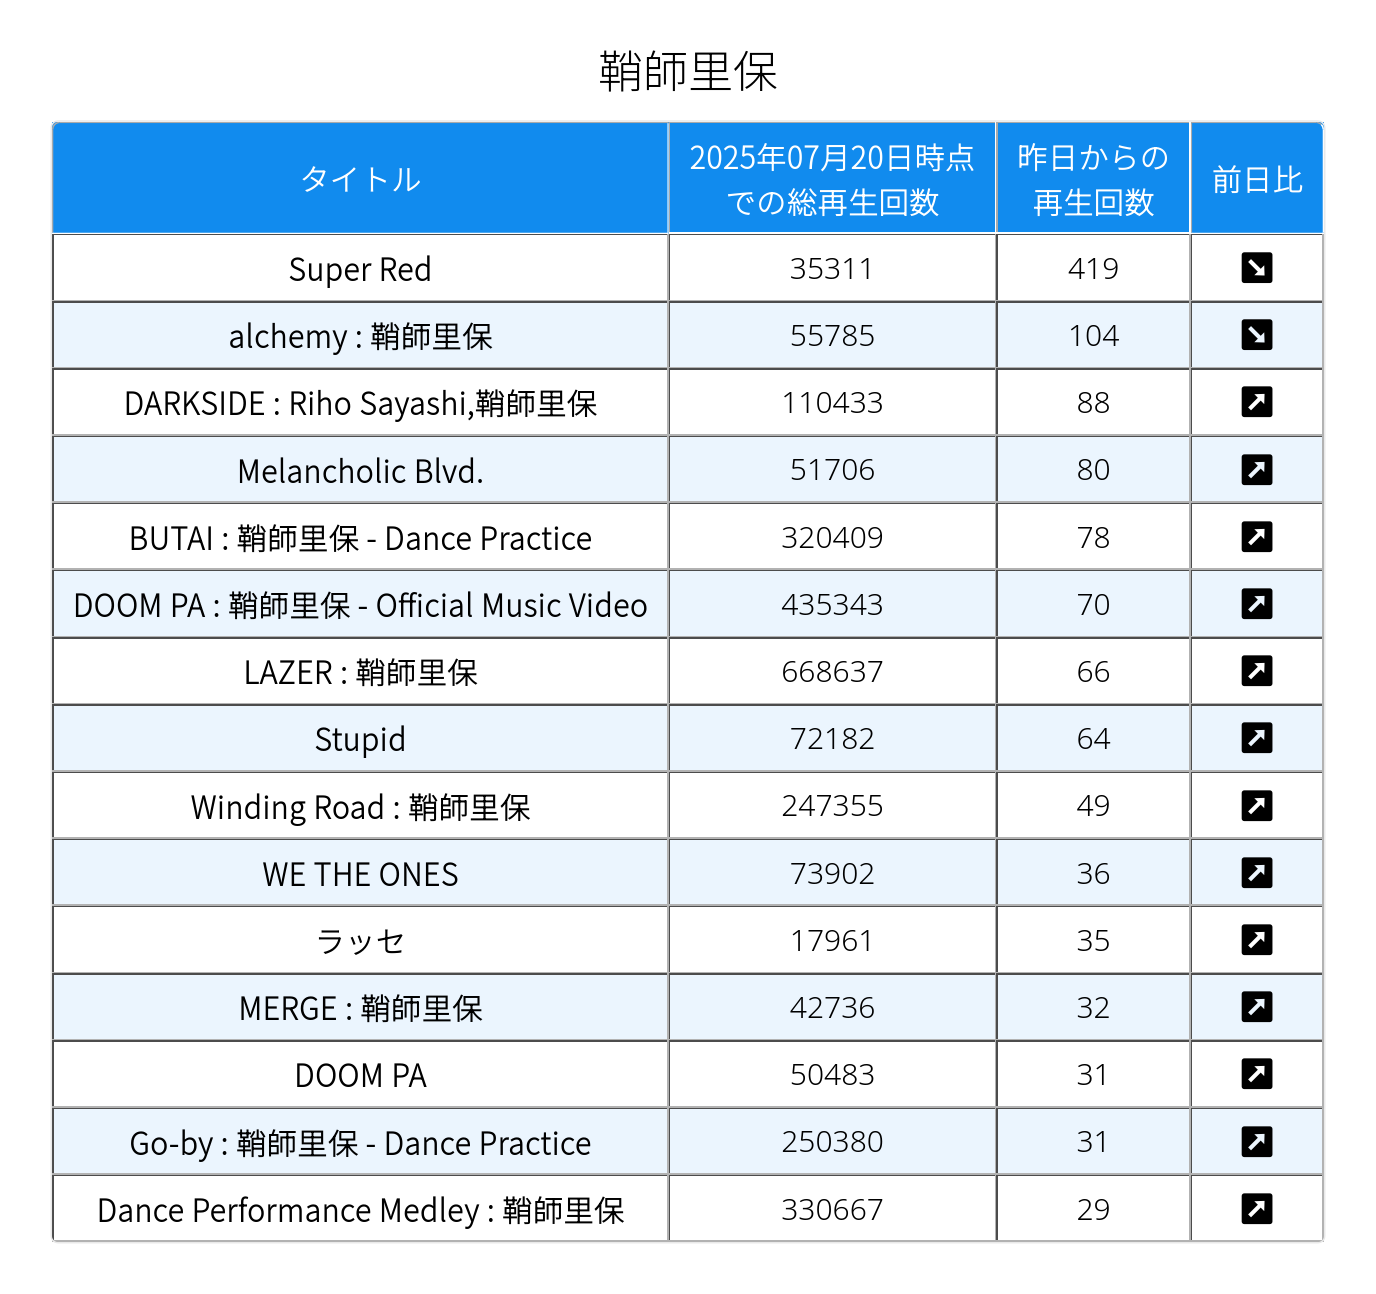 鞘師里保
タイトル
2025年07月20日時点
での総再生回数
昨日からの
再生回数
前日比
Super Red 35311 419
alchemy : 鞘師里保 55785 104
DARKSIDE : Riho Sayashi,鞘師里保 110433 88
Melancholic Blvd. 51706 80
BUTAI : 鞘師里保 - Dance Practice 320409 78
DOOM PA : 鞘師里保 - Official Music Video 435343 70
LAZER : 鞘師里保 668637 66
Stupid 72182 64
Winding Road : 鞘師里保 247355 49
WE THE ONES 73902 36
ラッセ 17961 35
MERGE : 鞘師里保 42736 32
DOOM PA 50483 31
Go-by : 鞘師里保 - Dance Practice 250380 31
Dance Performance Medley : 鞘師里保 330667 29